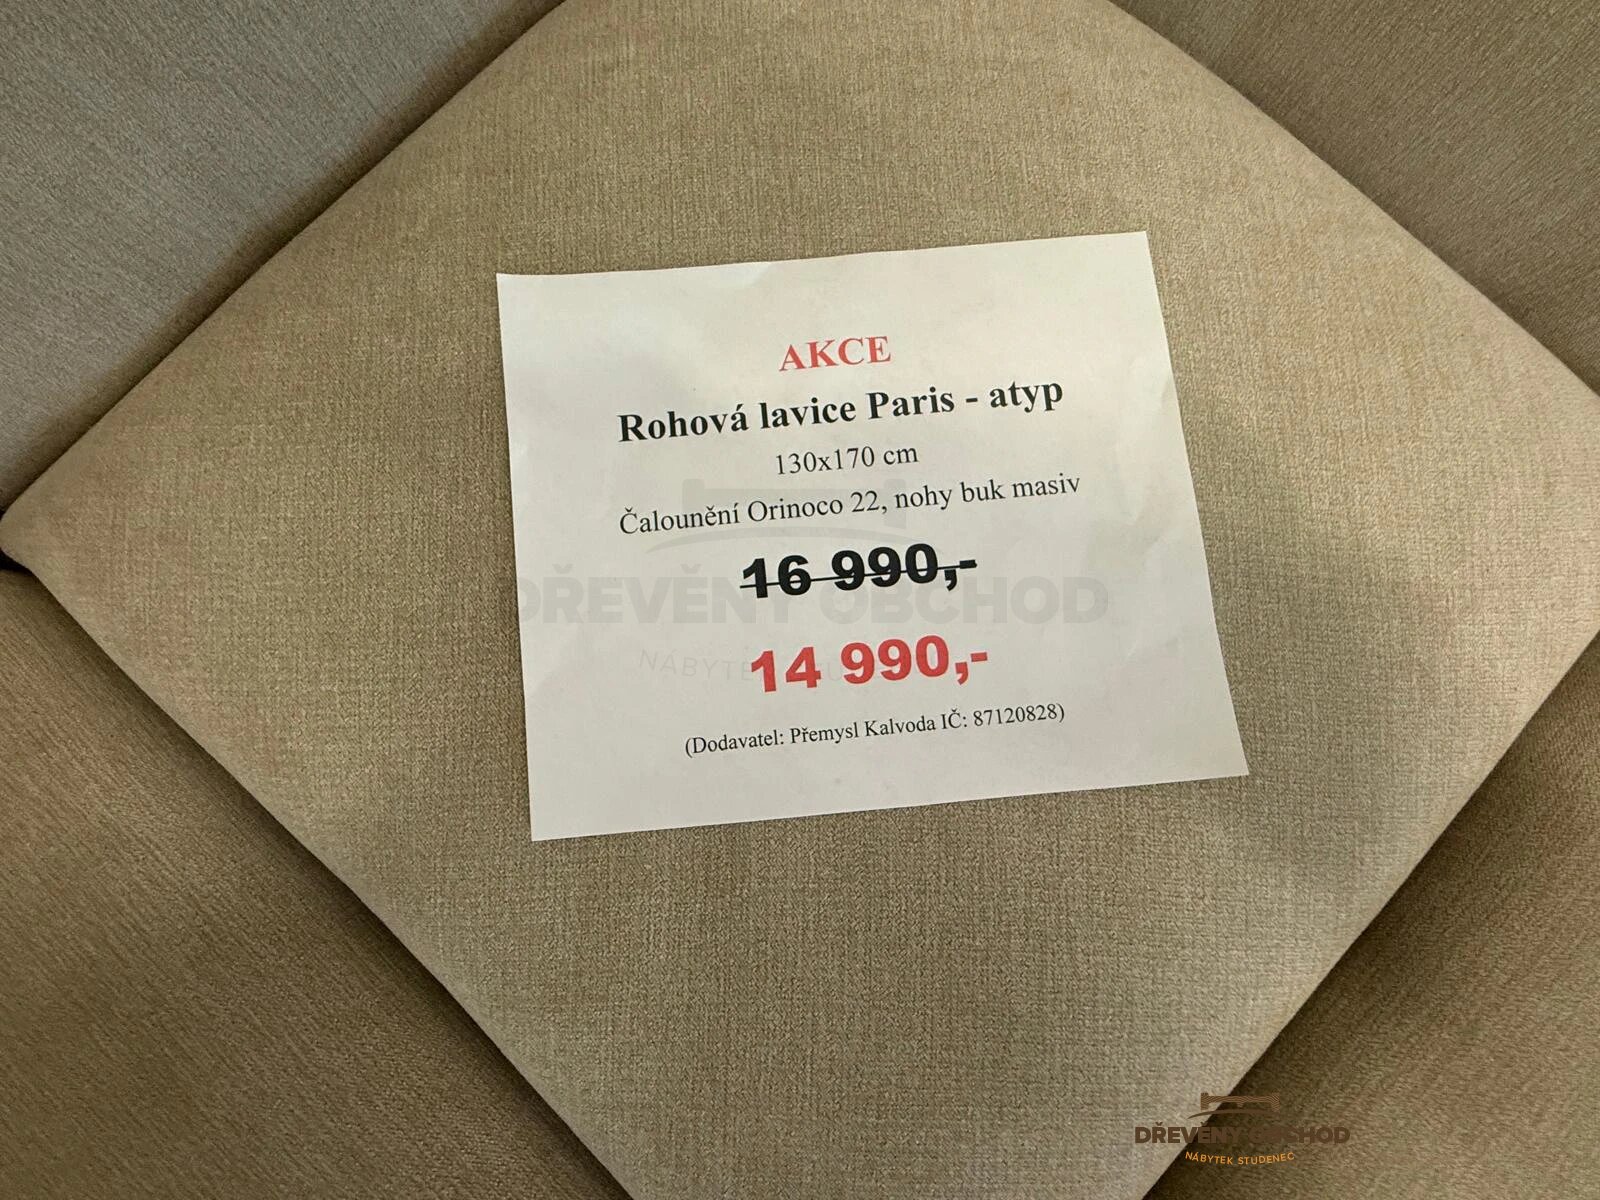 AKCE
Rohová lavice Paris - atyp
130x170 cm
Čalounění Orinoco 22, nohy buk masiv
16 990,-
DŘEVĚNÝ OBCHOD
14 990,-
(Dodavatel: Přemysl Kalvoda IČ: 87120828)
DŘEVĚNÝ OBCHOD
NÁBYTEK STUDENEC